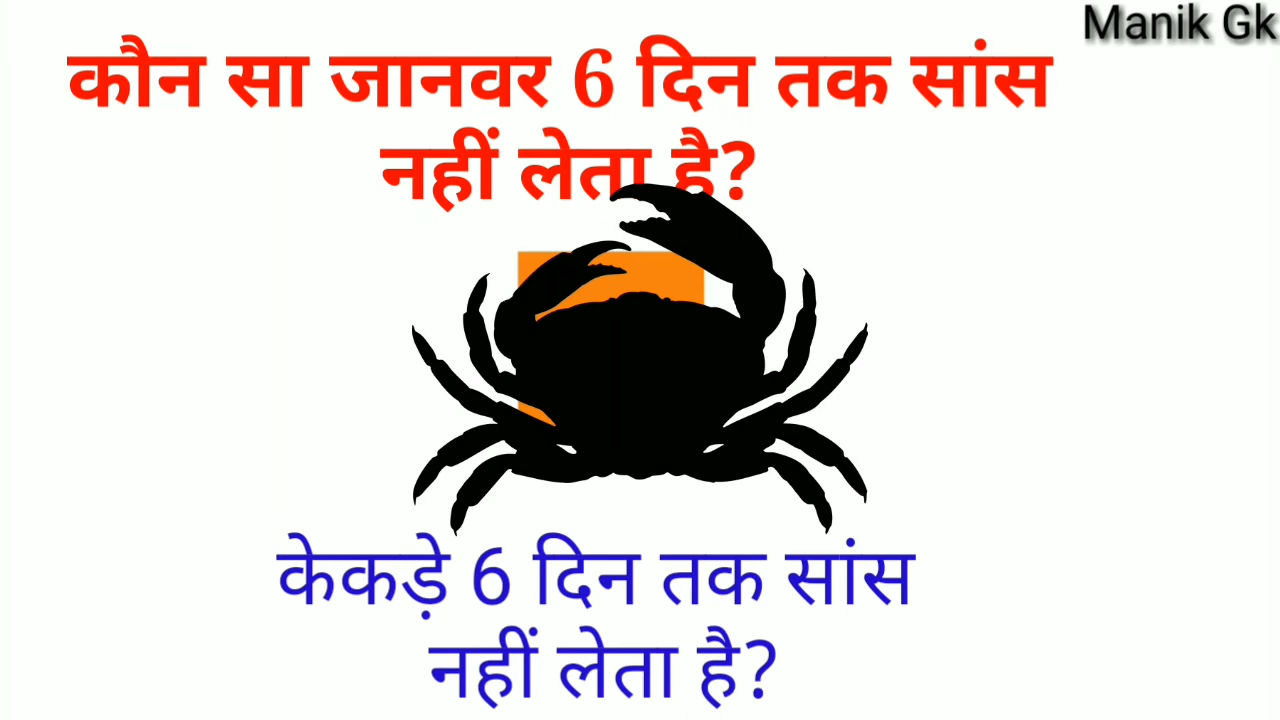 Manik Gk
कौन सा जानवर 6 दिन तक सांस
नहीं लेता है?
केकड़े 6 दिन तक सांस
नहीं लेता है?